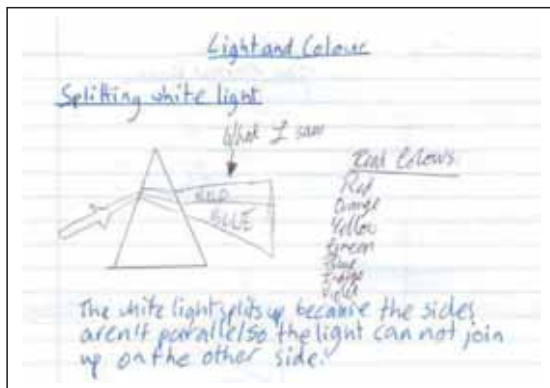 Light and Colour
Splitting white light
What I saw
Real Colours
Red
Orange
Yellow
Green
Blue
Indigo
Violet
RED
BLUE
The white light splits up because the sides
aren't parallel so the light can not join
up on the other side.